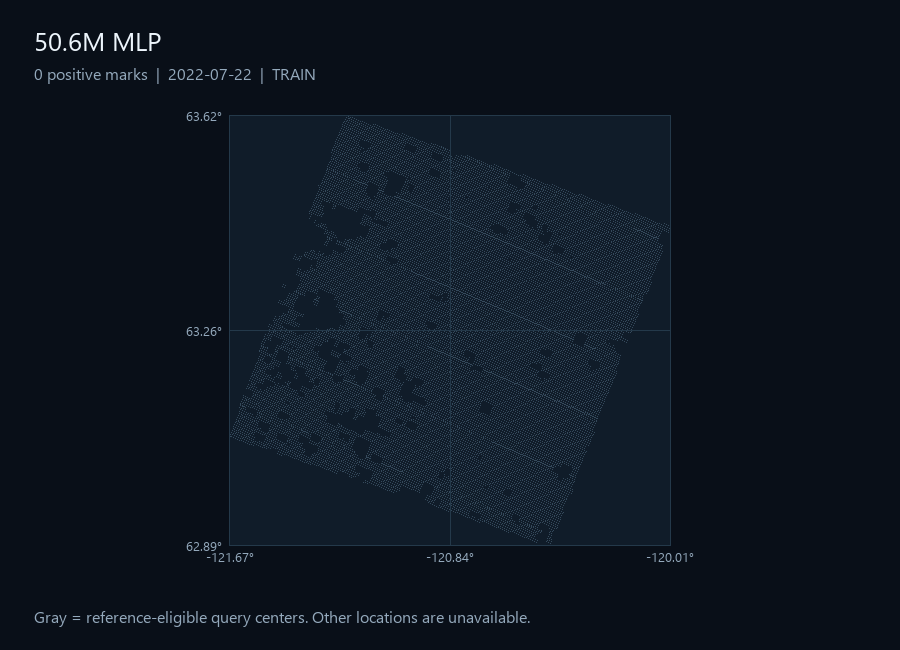 50.6M MLP
0 positive marks | 2022-07-22 | TRAIN
63.62°
63.26°
62.89°
-121.67°
-120.84°
-120.01°
Gray = reference-eligible query centers. Other locations are unavailable.